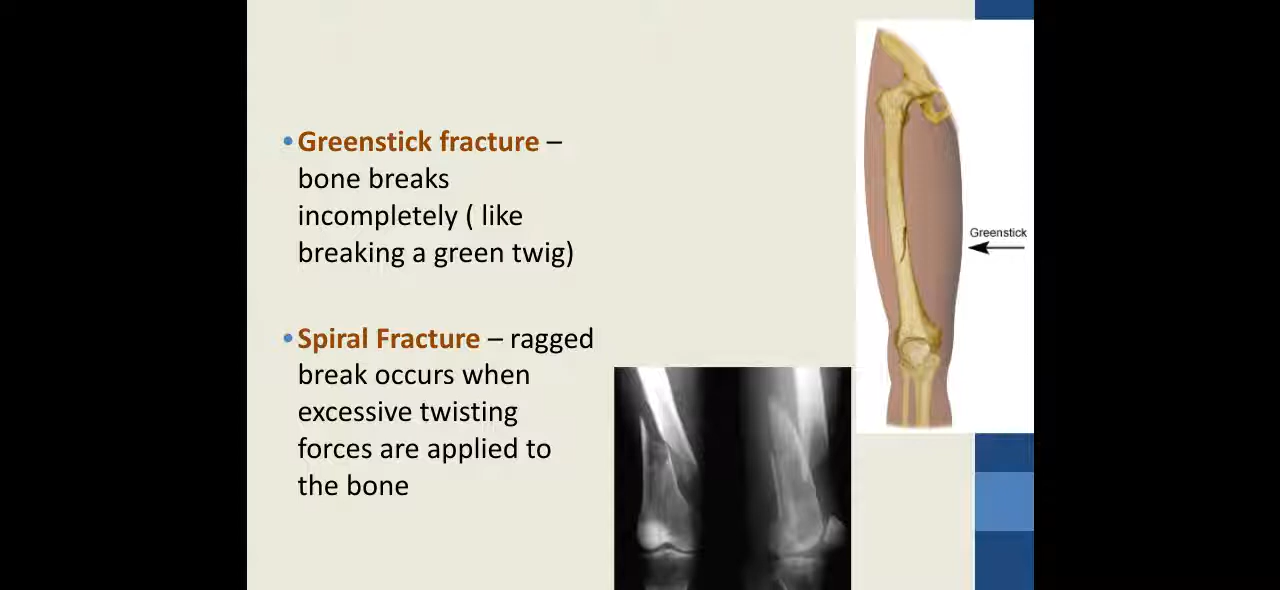 •Greenstick fracture –
bone breaks
incompletely ( like
breaking a green twig)
•Spiral Fracture – ragged
break occurs when
excessive twisting
forces are applied to
the bone
Greenstick